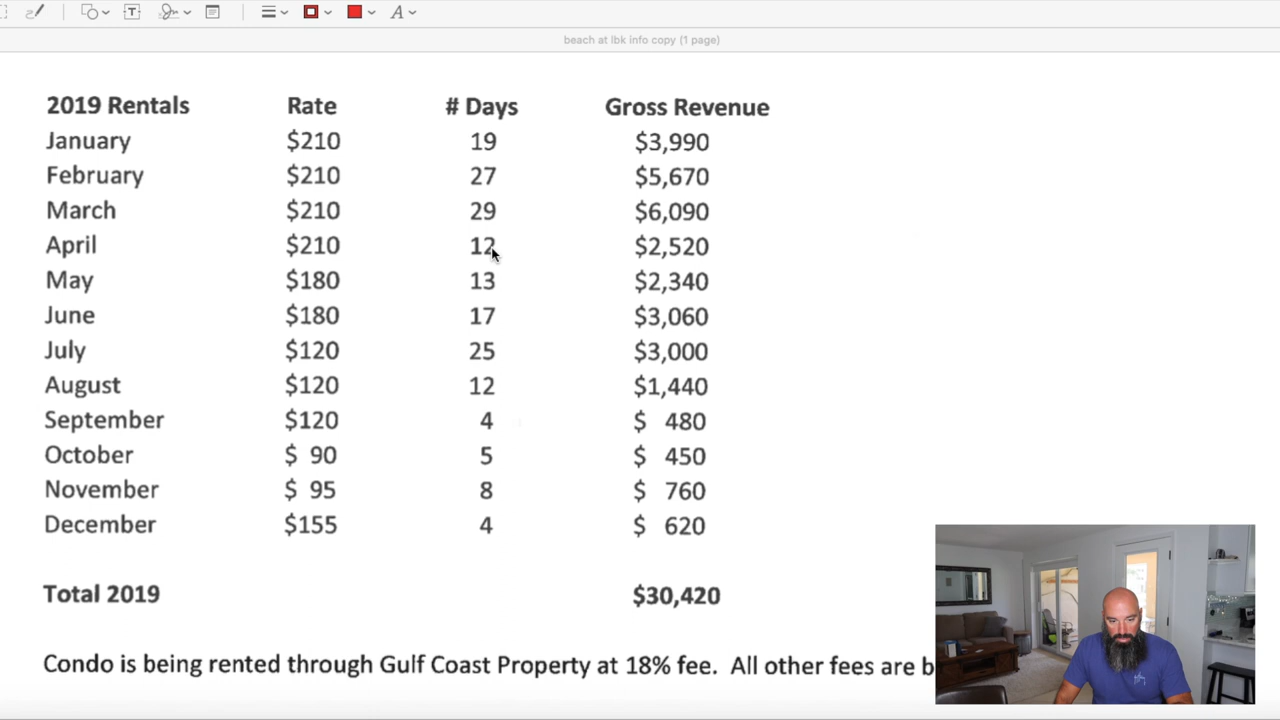 beach at lbk info copy (1 page)
2019 Rentals Rate # Days Gross Revenue
January $210 19 $3,990
February $210 27 $5,670
March $210 29 $6,090
April $210 12 $2,520
May $180 13 $2,340
June $180 17 $3,060
July $120 25 $3,000
August $120 12 $1,440
September $120 4 $ 480
October $ 90 5 $ 450
November $ 95 8 $ 760
December $155 4 $ 620
Total 2019 $30,420
Condo is being rented through Gulf Coast Property at 18% fee. All other fees are